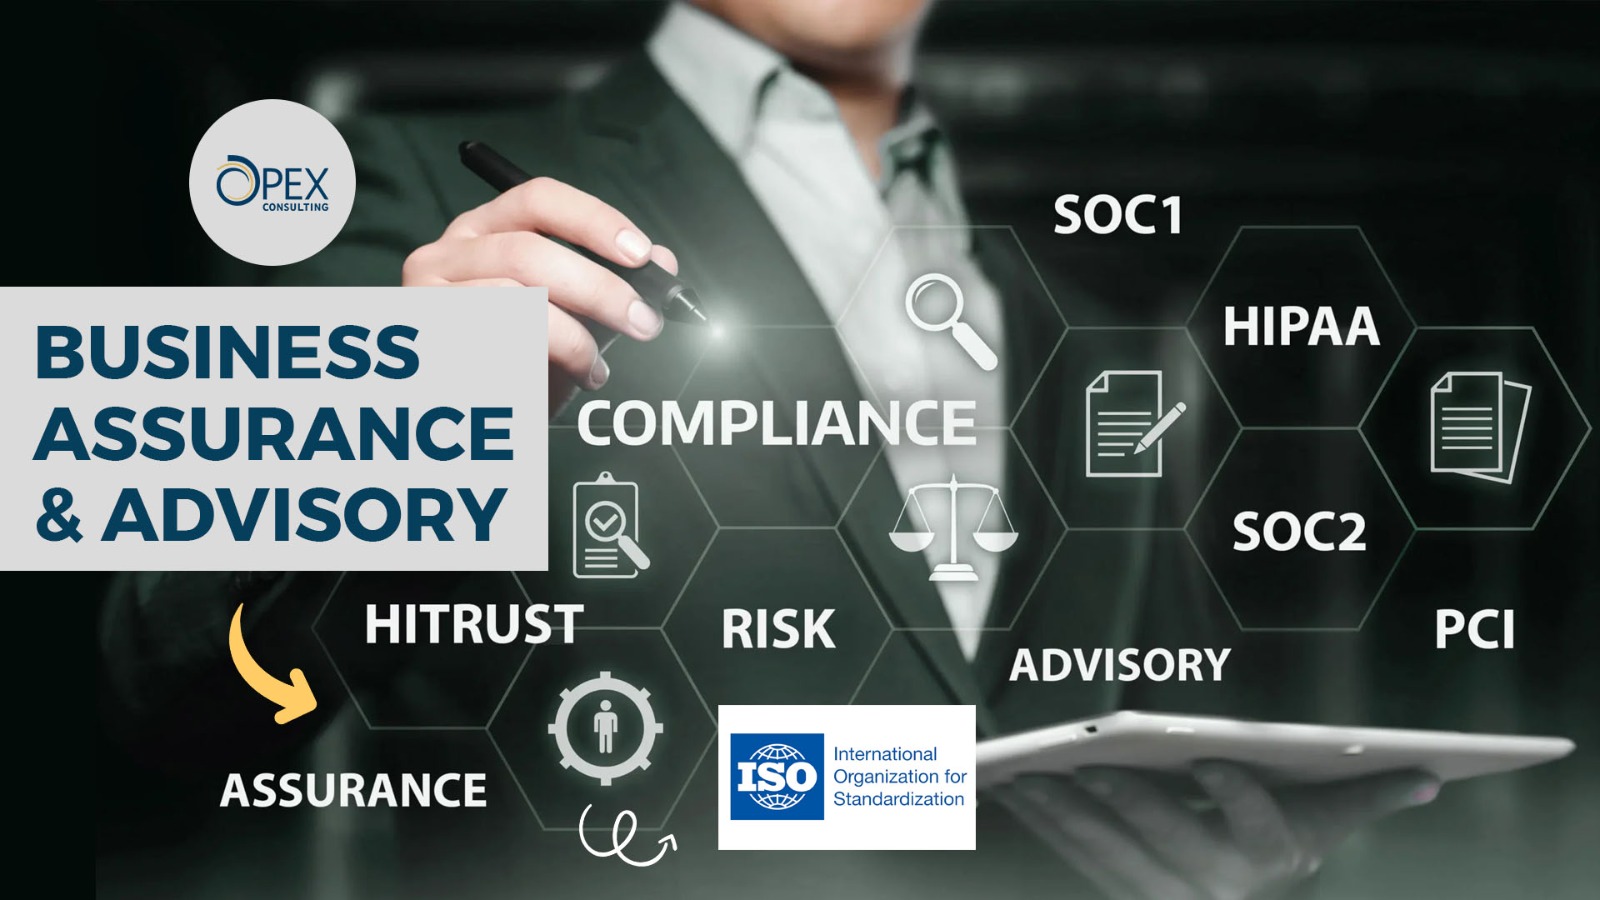 OPEX
CONSULTING
BUSINESS
ASSURANCE
& ADVISORY
SOC1
HIPAA
COMPLIANCE
SOC2
HITRUST
RISK
PCI
ADVISORY
ASSURANCE
ISO
International
Organization for
Standardization